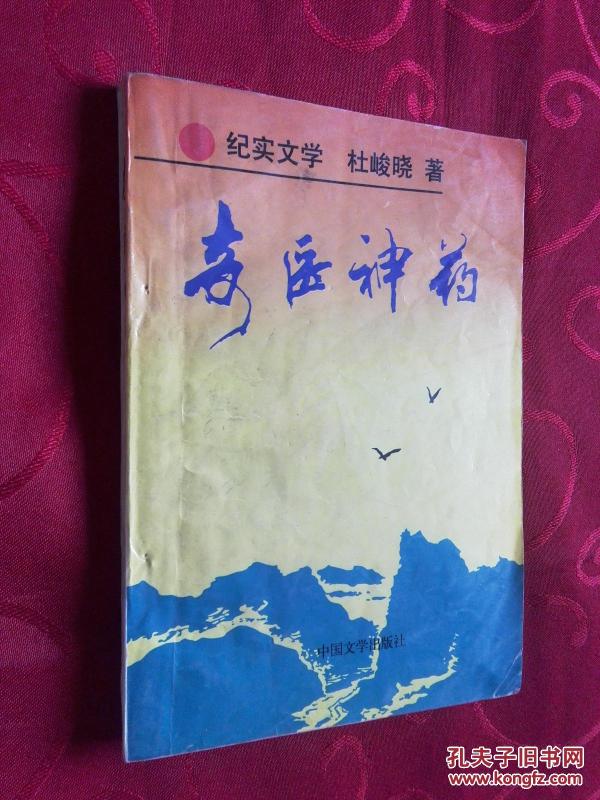 纪实文学 杜峻晓 著
奇医神药
中国文学出版社
孔夫子旧书网
www.kongfz.com